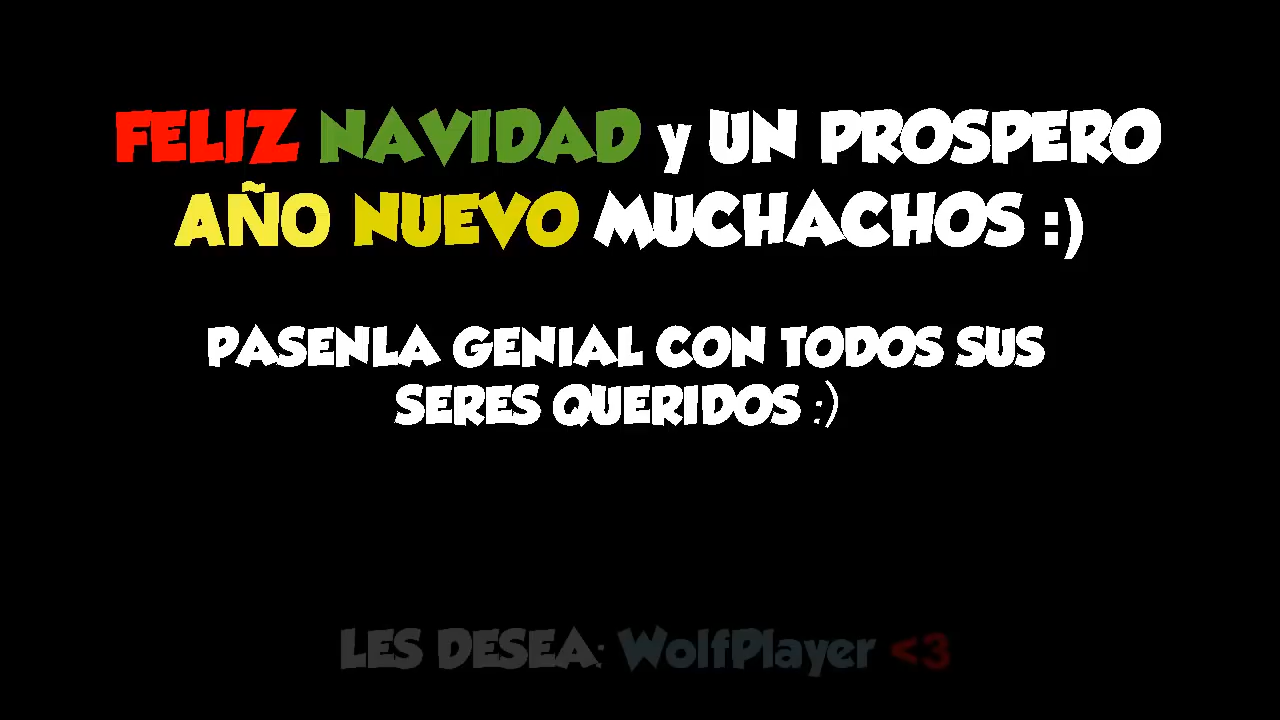 FELIZ NAVIDAD y UN PROSPERO
AÑO NUEVO MUCHACHOS :)
PASENLA GENIAL CON TODOS SUS
SERES QUERIDOS :)
LES DESEA: WolfPlayer <3